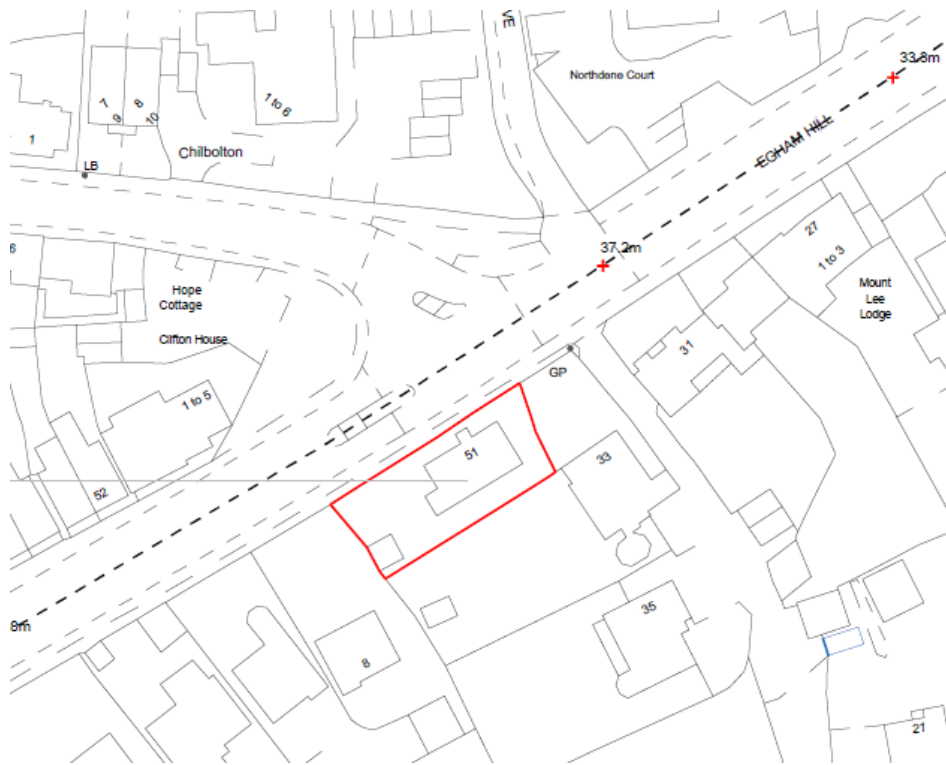 VE
33.8m
Northdene Court
7
8
9
10
1 to 6
1
Chilbolton
LB
EGHAM HILL
37.2m
27
1 to 3
6
Hope
Cottage
Clifton House
Mount
Lee
Lodge
31
GP
1 to 5
51
33
52
35
8m
8
21